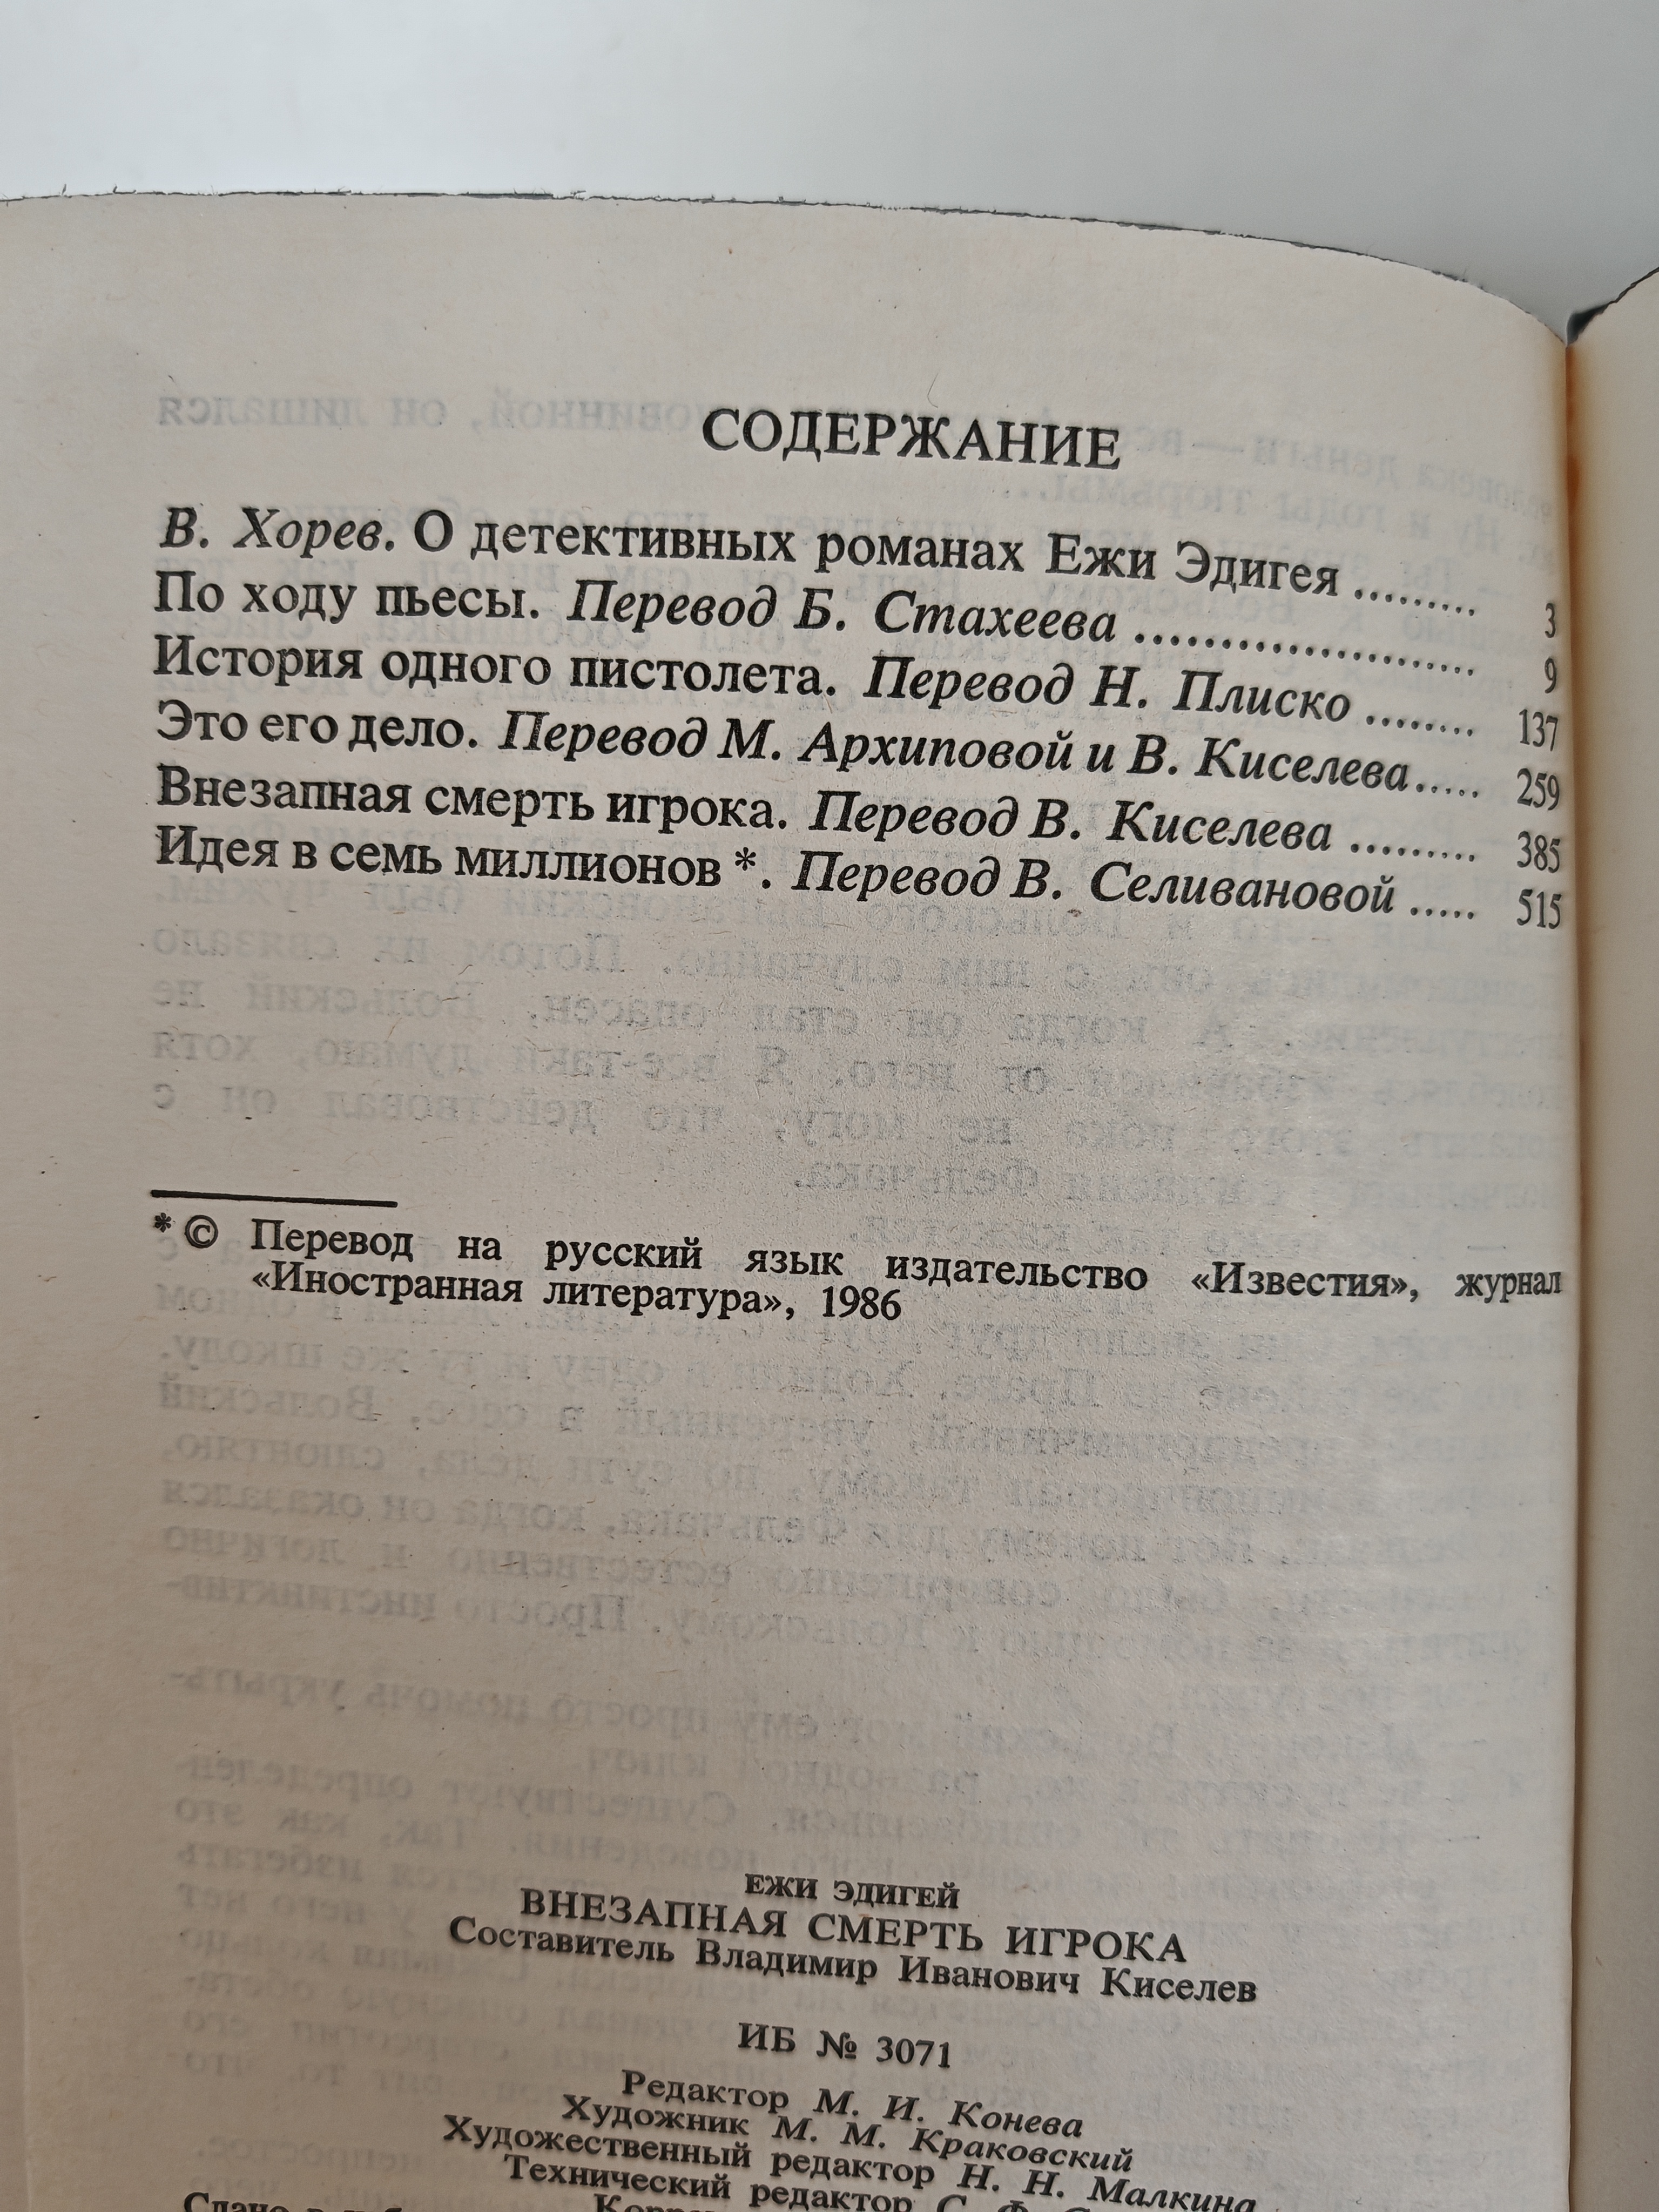 СОДЕРЖАНИЕ
В. Хорев. О детективных романах Ежи Эдигея ......... 3
По ходу пьесы. Перевод Б. Стахеева ...................... 9
История одного пистолета. Перевод Н. Плиско ........ 137
Это его дело. Перевод М. Архиповой и В. Киселева..... 259
Внезапная смерть игрока. Перевод В. Киселева ......... 385
Идея в семь миллионов *. Перевод В. Селивановой ..... 515
* © Перевод на русский язык издательство «Известия», журнал
«Иностранная литература», 1986
ЕЖИ ЭДИГЕЙ
ВНЕЗАПНАЯ СМЕРТЬ ИГРОКА
Составитель Владимир Иванович Киселев
ИБ № 3071
Редактор М. И. Конева
Художник М. М. Краковский
Художественный редактор Н. Н. Малкина
Технический редактор С. Ф.